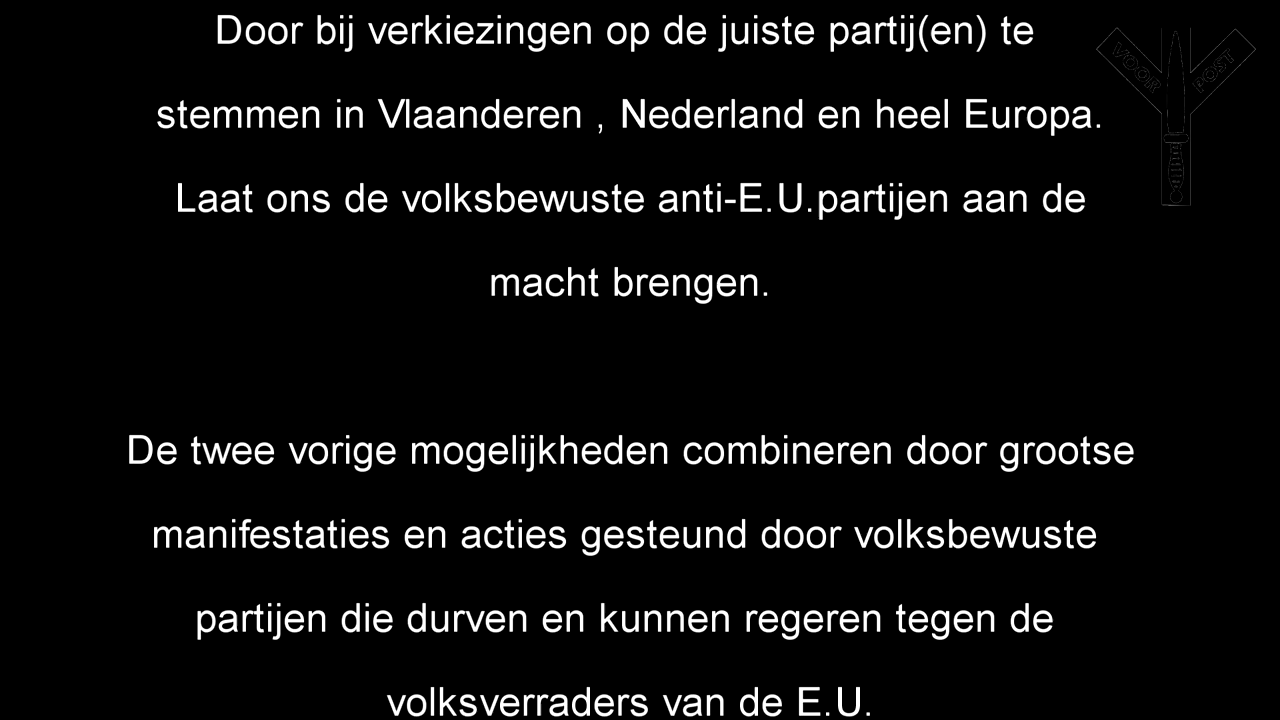 Door bij verkiezingen op de juiste partij(en) te
stemmen in Vlaanderen , Nederland en heel Europa.
Laat ons de volksbewuste anti-E.U.partijen aan de
macht brengen.
De twee vorige mogelijkheden combineren door grootse
manifestaties en acties gesteund door volksbewuste
partijen die durven en kunnen regeren tegen de
volksverraders van de E.U.
VOOR POST